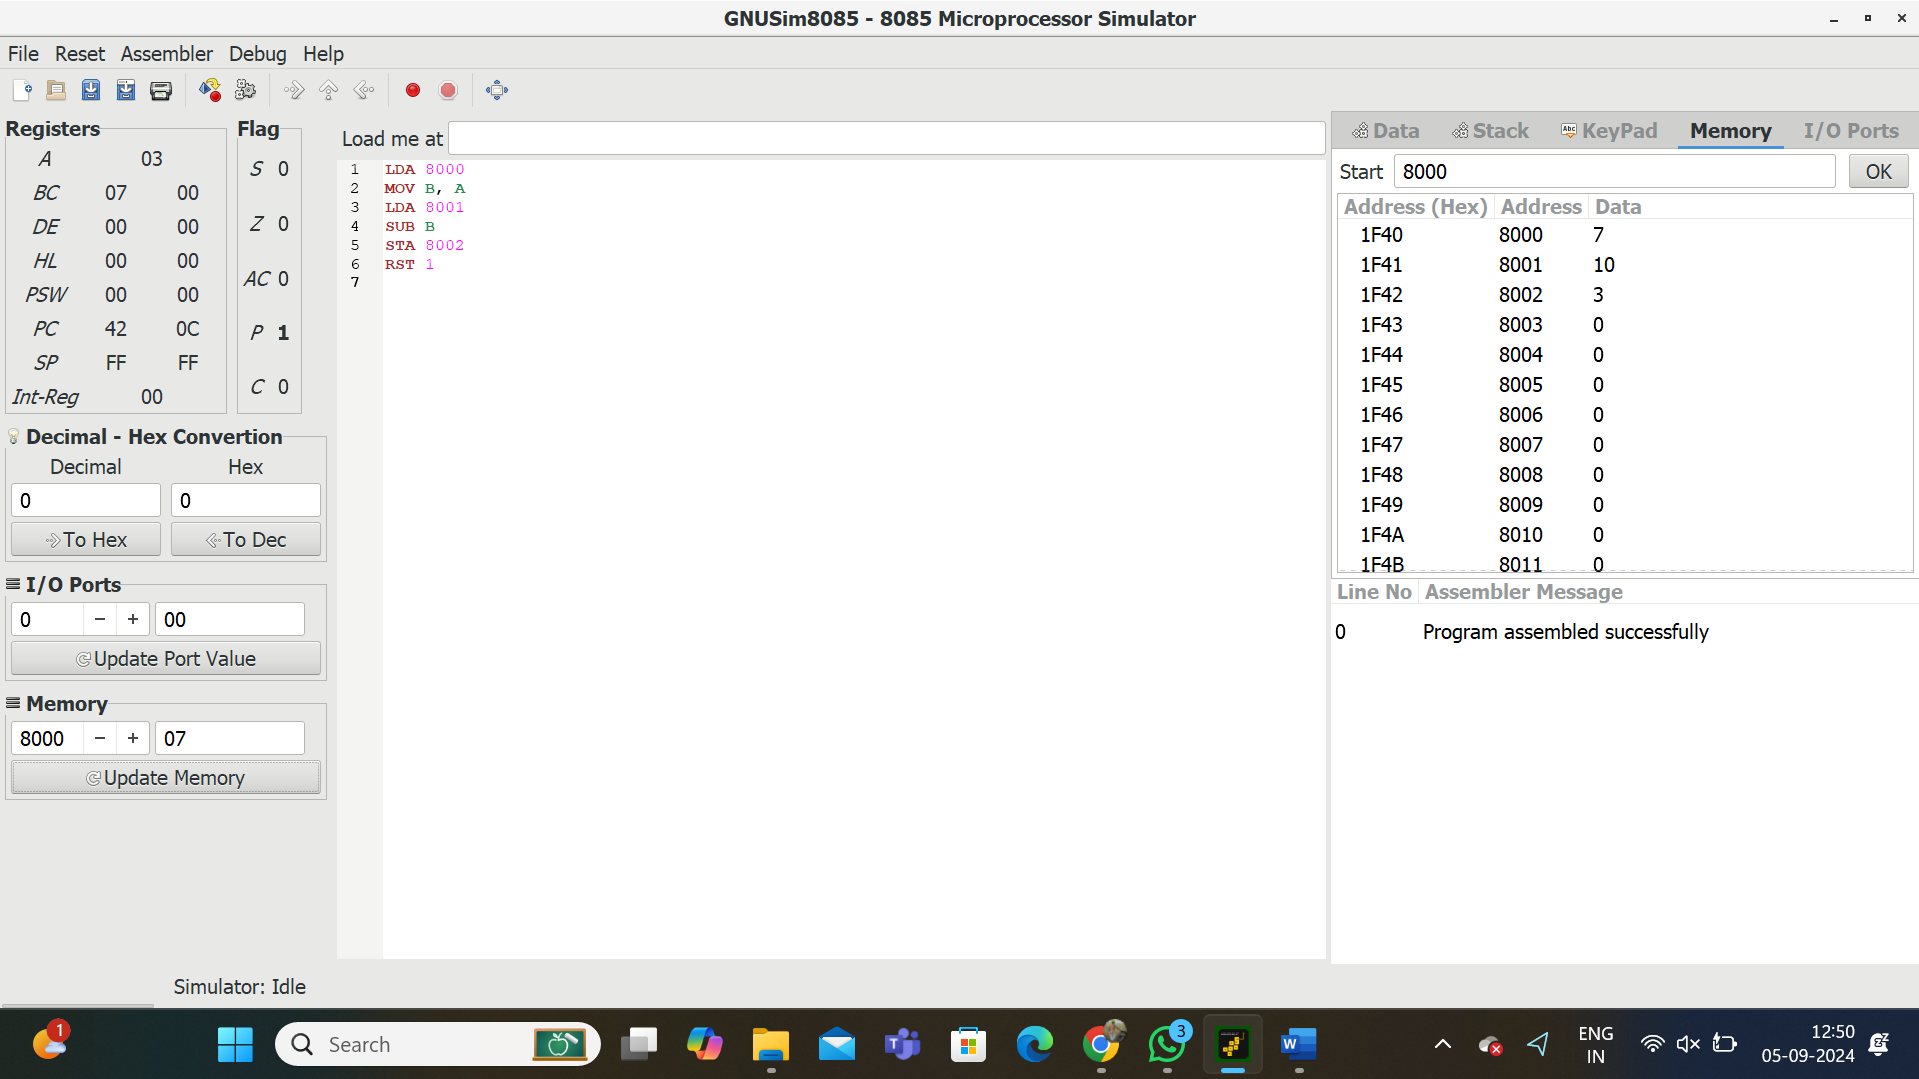 GNUSim8085 - 8085 Microprocessor Simulator
File Reset Assembler Debug Help
Registers
A 03
BC 07 00
DE 00 00
HL 00 00
PSW 00 00
PC 42 0C
SP FF FF
Int-Reg 00
Flag
S 0
Z 0
AC 0
P 1
C 0
Decimal - Hex Convertion
Decimal Hex
0 0
To Hex To Dec
I/O Ports
0 − + 00
Update Port Value
Memory
8000 − + 07
Update Memory
Load me at
1 LDA 8000
2 MOV B, A
3 LDA 8001
4 SUB B
5 STA 8002
6 RST 1
7
Data Stack Abc KeyPad Memory I/O Ports
Start 8000 OK
Address (Hex) Address Data
1F40 8000 7
1F41 8001 10
1F42 8002 3
1F43 8003 0
1F44 8004 0
1F45 8005 0
1F46 8006 0
1F47 8007 0
1F48 8008 0
1F49 8009 0
1F4A 8010 0
1F4B 8011 0
Line No Assembler Message
0 Program assembled successfully
Simulator: Idle
1
Search
3
W
ENG
IN
12:50
05-09-2024